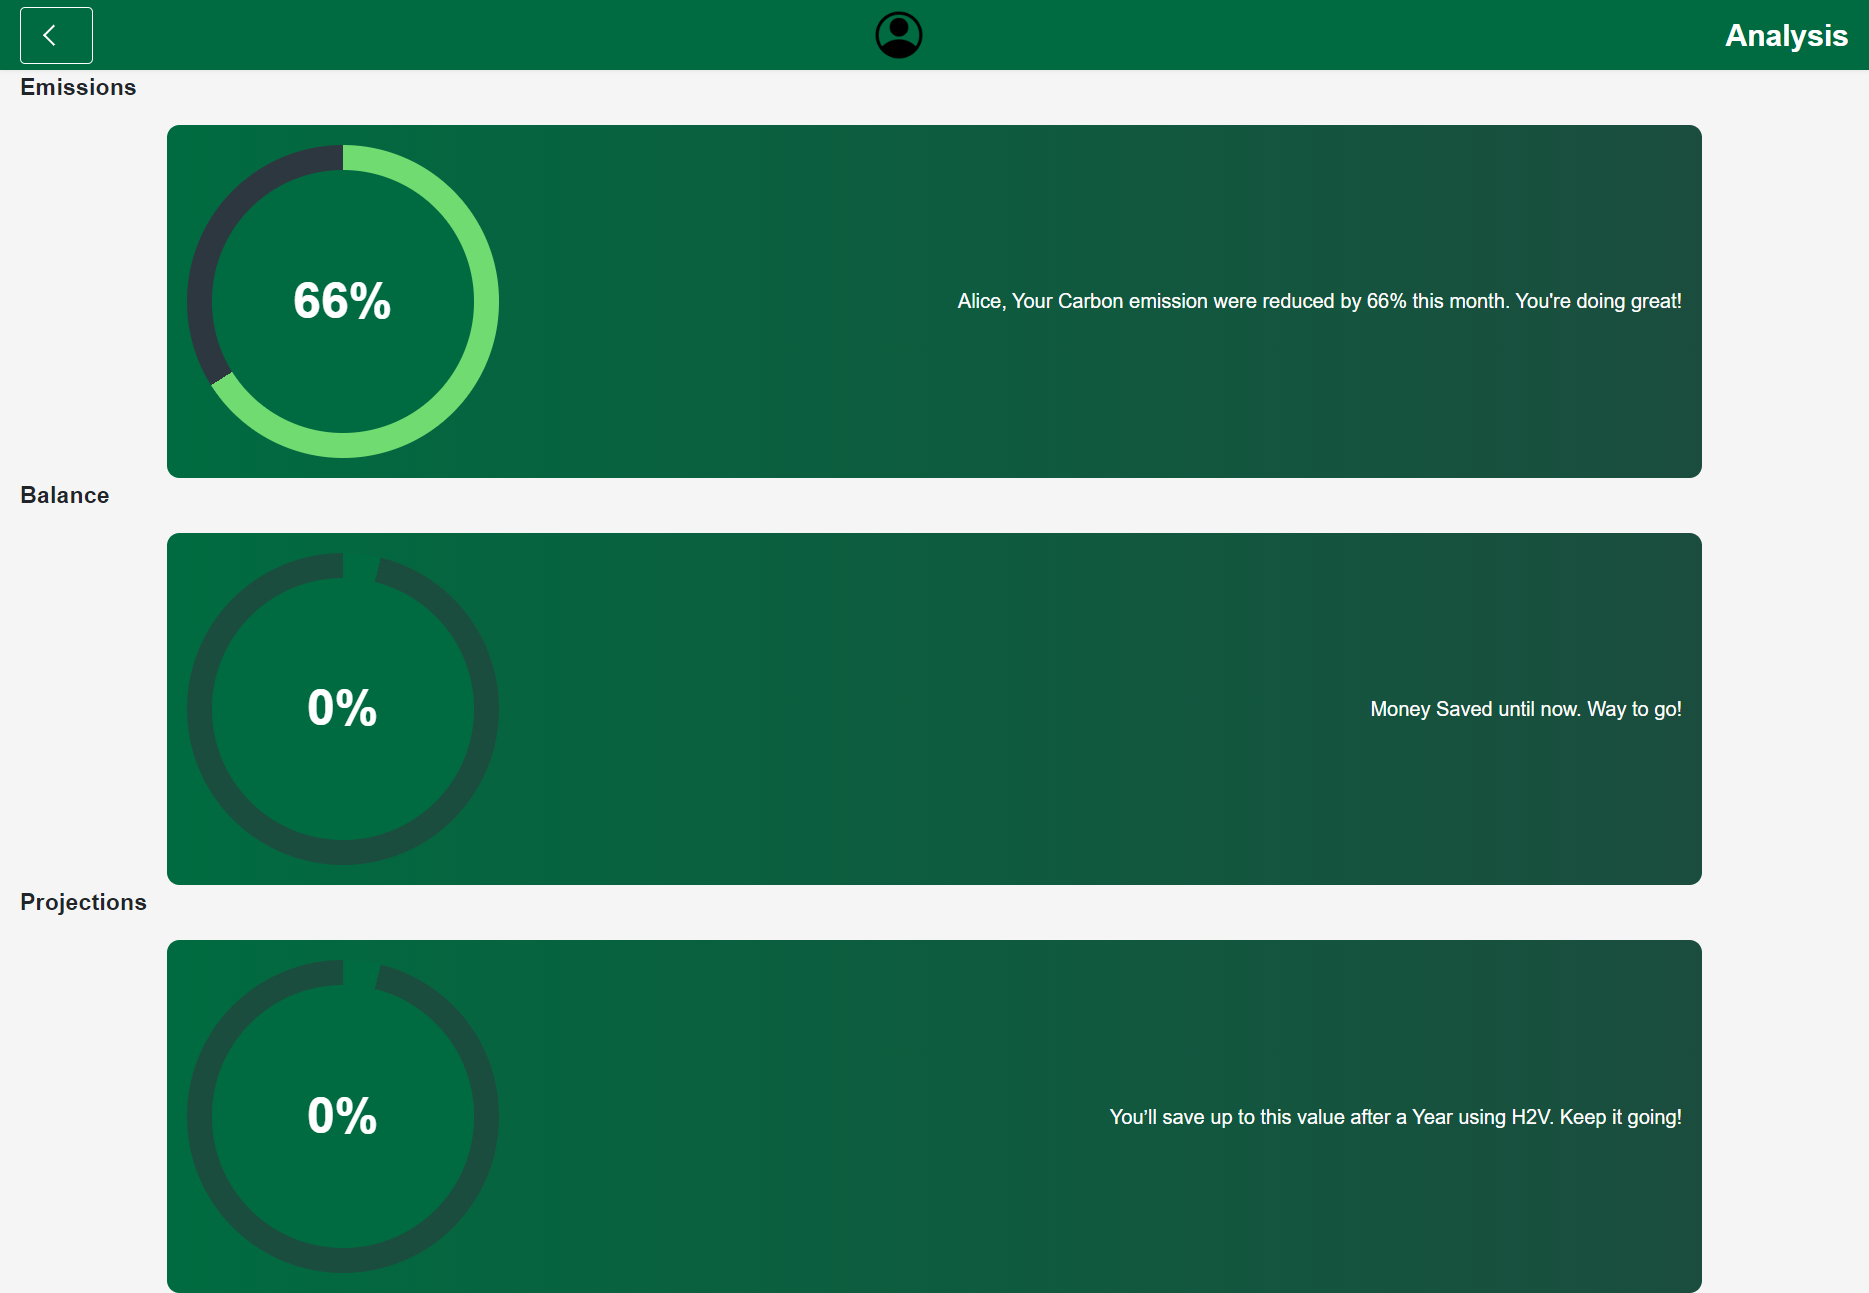 Analysis
Emissions
66%
Alice, Your Carbon emission were reduced by 66% this month. You're doing great!
Balance
0%
Money Saved until now. Way to go!
Projections
0%
You’ll save up to this value after a Year using H2V. Keep it going!